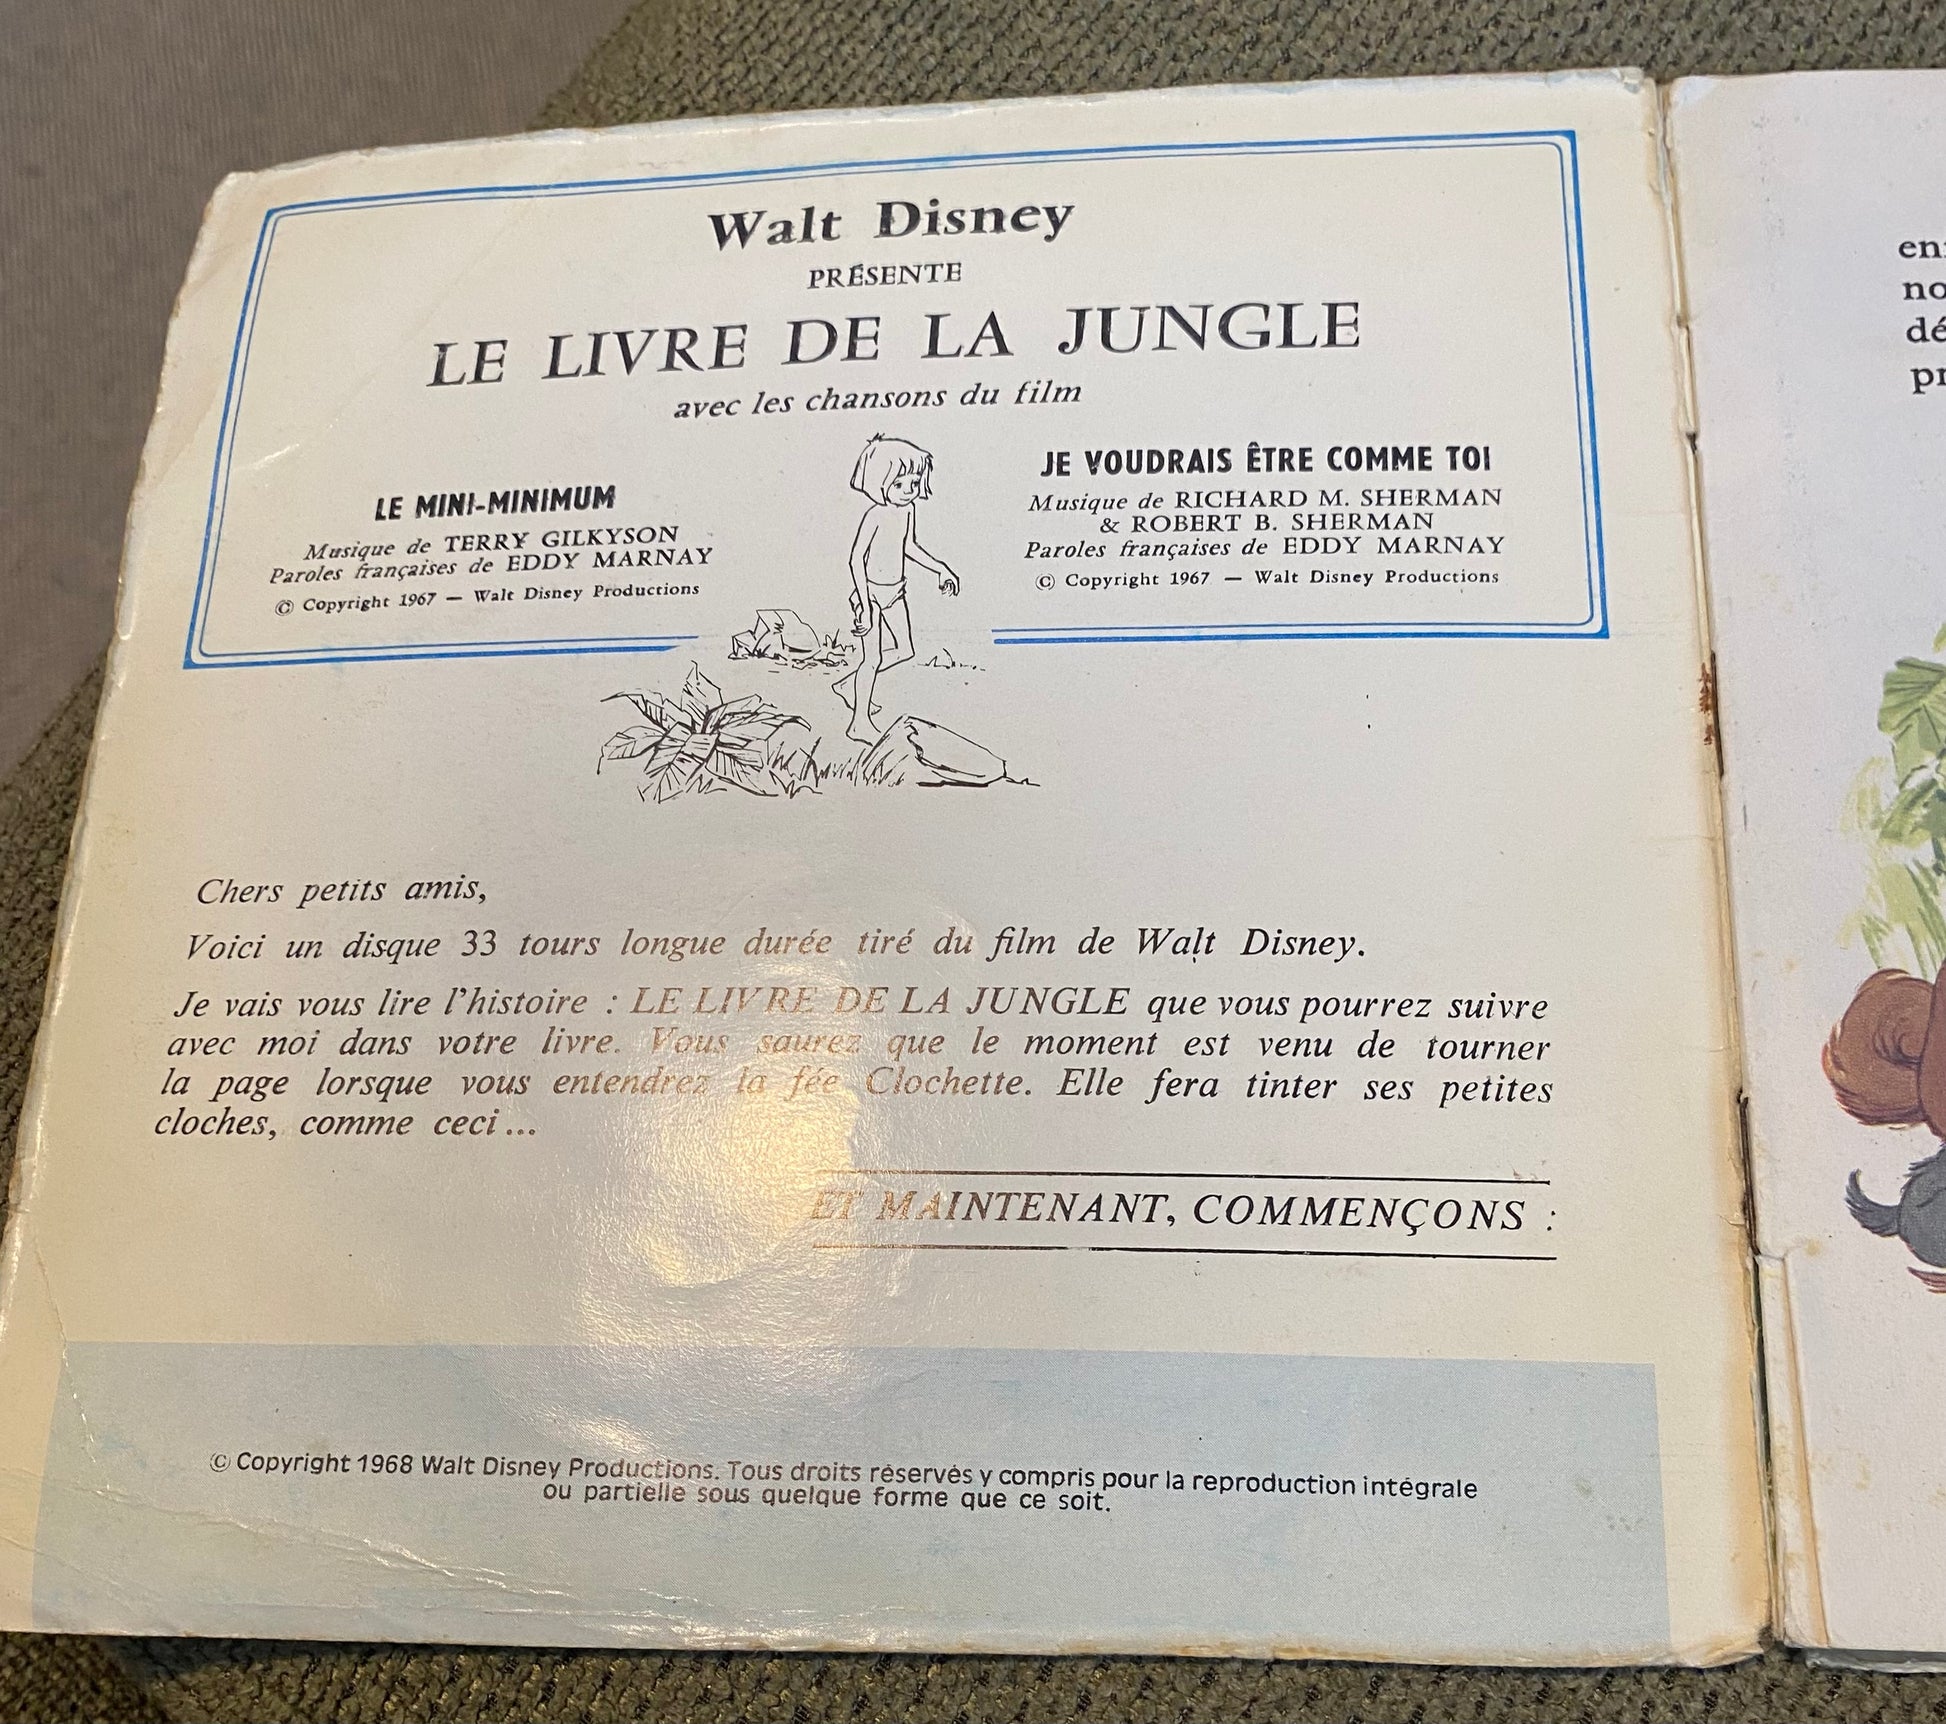 Walt Disney
PRÉSENTE
LE LIVRE DE LA JUNGLE
avec les chansons du film
LE MINI-MINIMUM
Musique de TERRY GILKYSON
Paroles françaises de EDDY MARNAY
© Copyright 1967 — Walt Disney Productions
JE VOUDRAIS ÊTRE COMME TOI
Musique de RICHARD M. SHERMAN
& ROBERT B. SHERMAN
Paroles françaises de EDDY MARNAY
© Copyright 1967 — Walt Disney Productions
Chers petits amis,
Voici un disque 33 tours longue durée tiré du film de Walt Disney.
Je vais vous lire l'histoire : LE LIVRE DE LA JUNGLE que vous pourrez suivre
avec moi dans votre livre. Vous saurez que le moment est venu de tourner
la page lorsque vous entendrez la fée Clochette. Elle fera tinter ses petites
cloches, comme ceci ...
ET MAINTENANT, COMMENÇONS :
© Copyright 1968 Walt Disney Productions. Tous droits réservés y compris pour la reproduction intégrale
ou partielle sous quelque forme que ce soit.